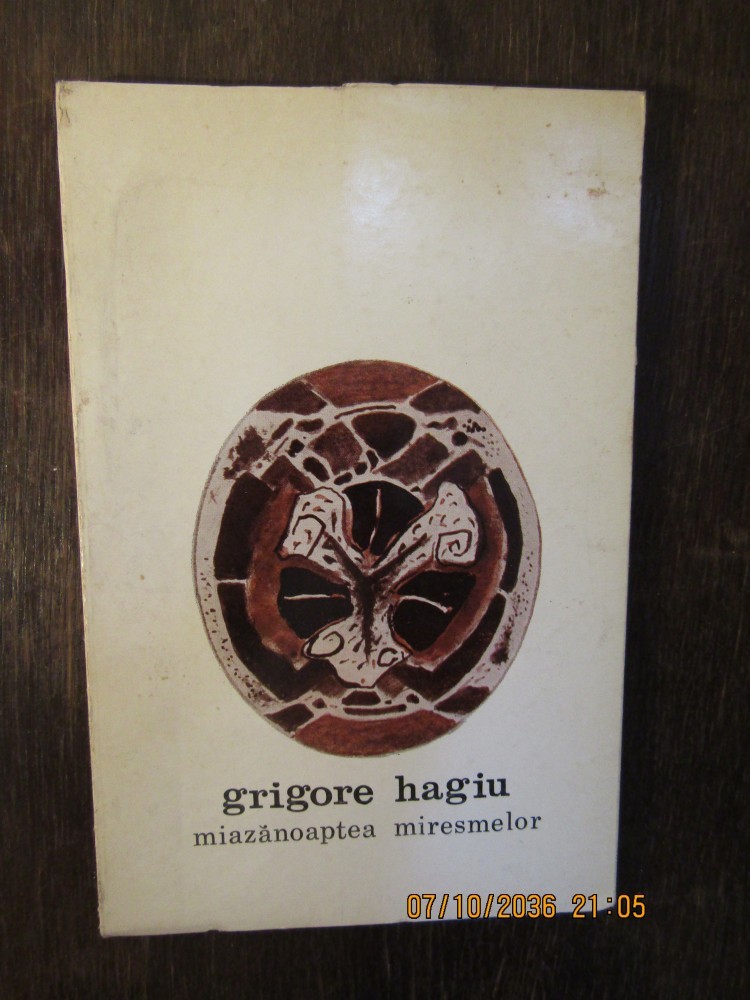 grigore hagiu
miazănoaptea miresmelor
07/10/2036 21:05